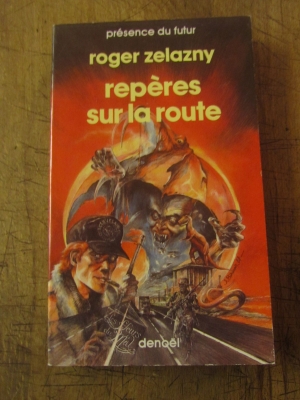 présence du futur
roger zelazny
repères
sur la route
denoël